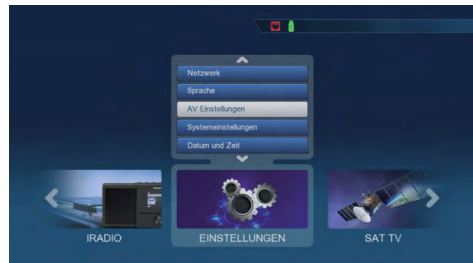 Netzwerk
Sprache
AV Einstellungen
Systemeinstellungen
Datum und Zeit
IRADIO
EINSTELLUNGEN
SAT TV